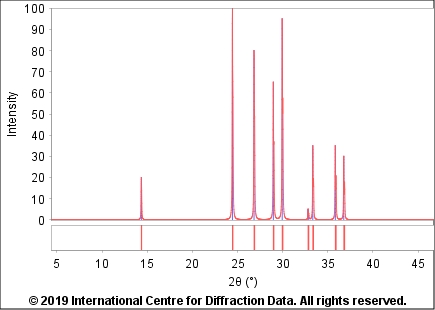 100
90
80
70
60
50
40
30
20
10
0
Intensity
5 10 15 20 25 30 35 40 45
2θ (°)
© 2019 International Centre for Diffraction Data. All rights reserved.